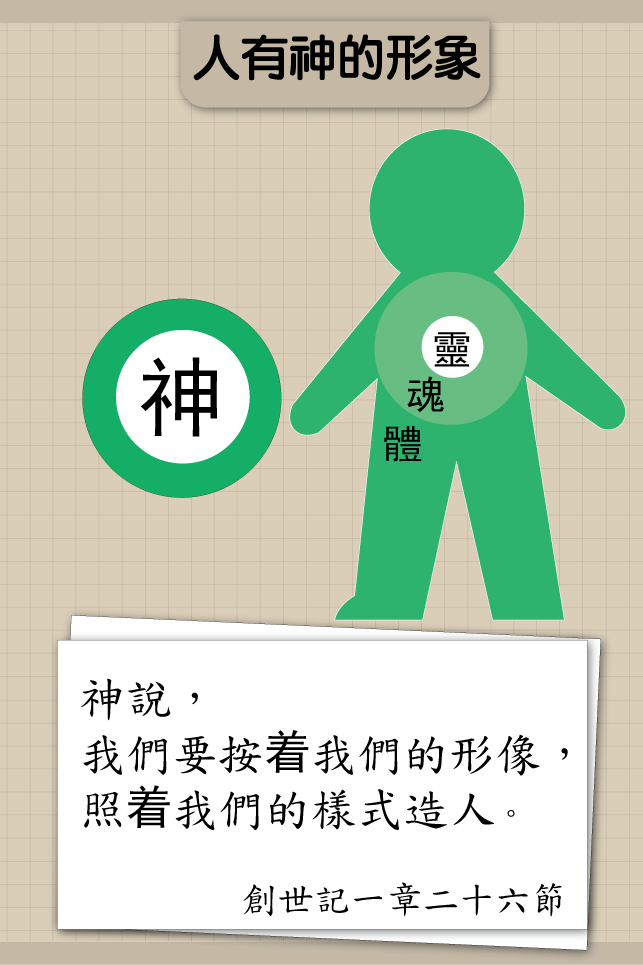 人有神的形象
神
靈
魂
體
神說，
我們要按着我們的形像，
照着我們的樣式造人。
創世記一章二十六節